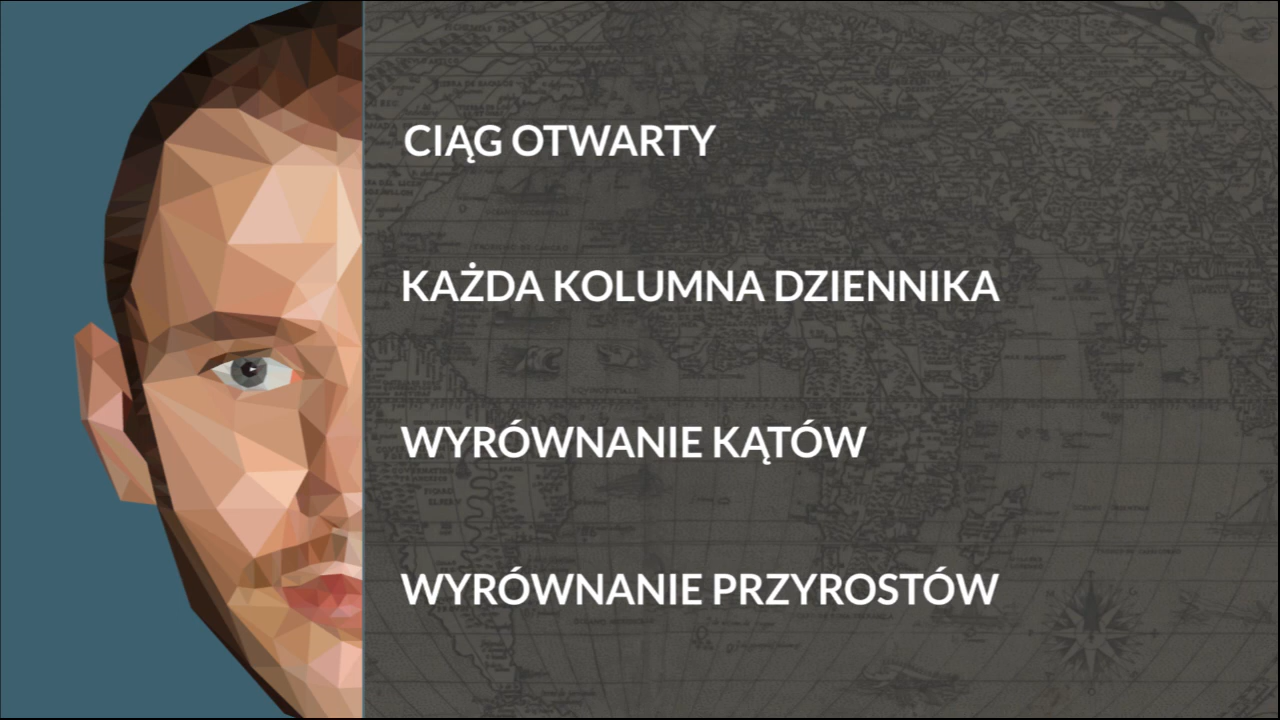 CIĄG OTWARTY
KAŻDA KOLUMNA DZIENNIKA
WYRÓWNANIE KĄTÓW
WYRÓWNANIE PRZYROSTÓW